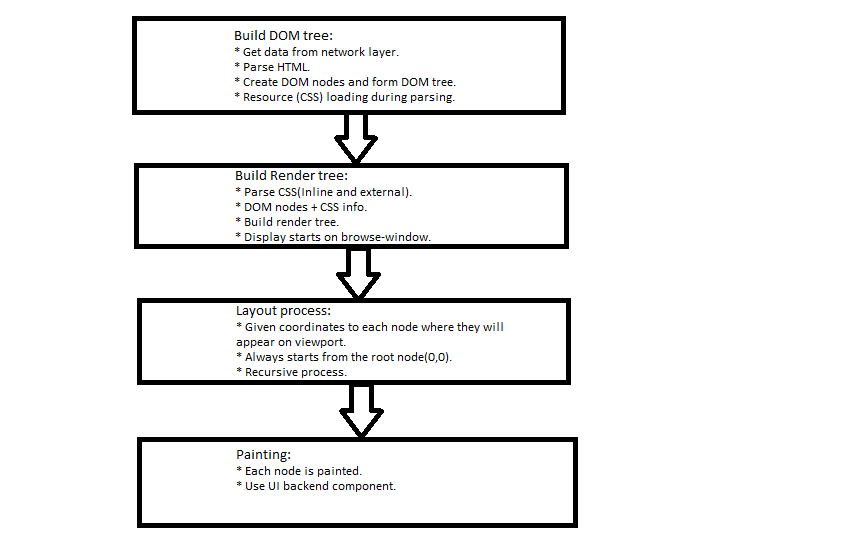 Build DOM tree:
* Get data from network layer.
* Parse HTML.
* Create DOM nodes and form DOM tree.
* Resource (CSS) loading during parsing.
Build Render tree:
* Parse CSS(Inline and external).
* DOM nodes + CSS info.
* Build render tree.
* Display starts on browse-window.
Layout process:
* Given coordinates to each node where they will
appear on viewport.
* Always starts from the root node(0,0).
* Recursive process.
Painting:
* Each node is painted.
* Use UI backend component.